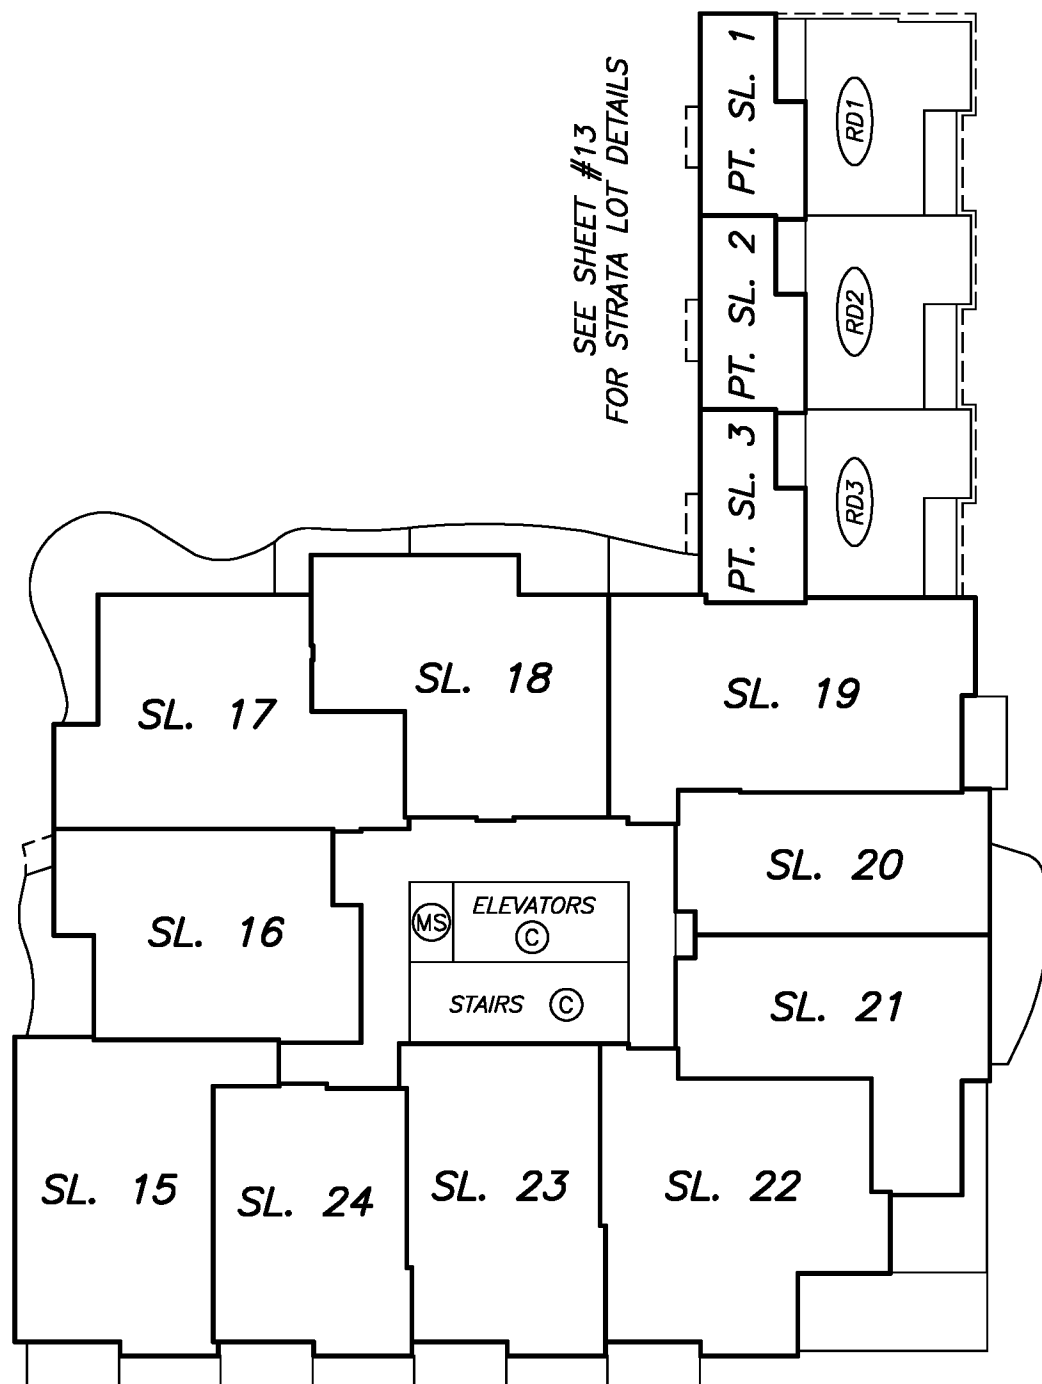 SEE SHEET #13
FOR STRATA LOT DETAILS
PT. SL. 1
RD1
PT. SL. 2
RD2
PT. SL. 3
RD3
SL. 17
SL. 18
SL. 19
SL. 16
MS
ELEVATORS
C
STAIRS C
SL. 20
SL. 21
SL. 15
SL. 24
SL. 23
SL. 22